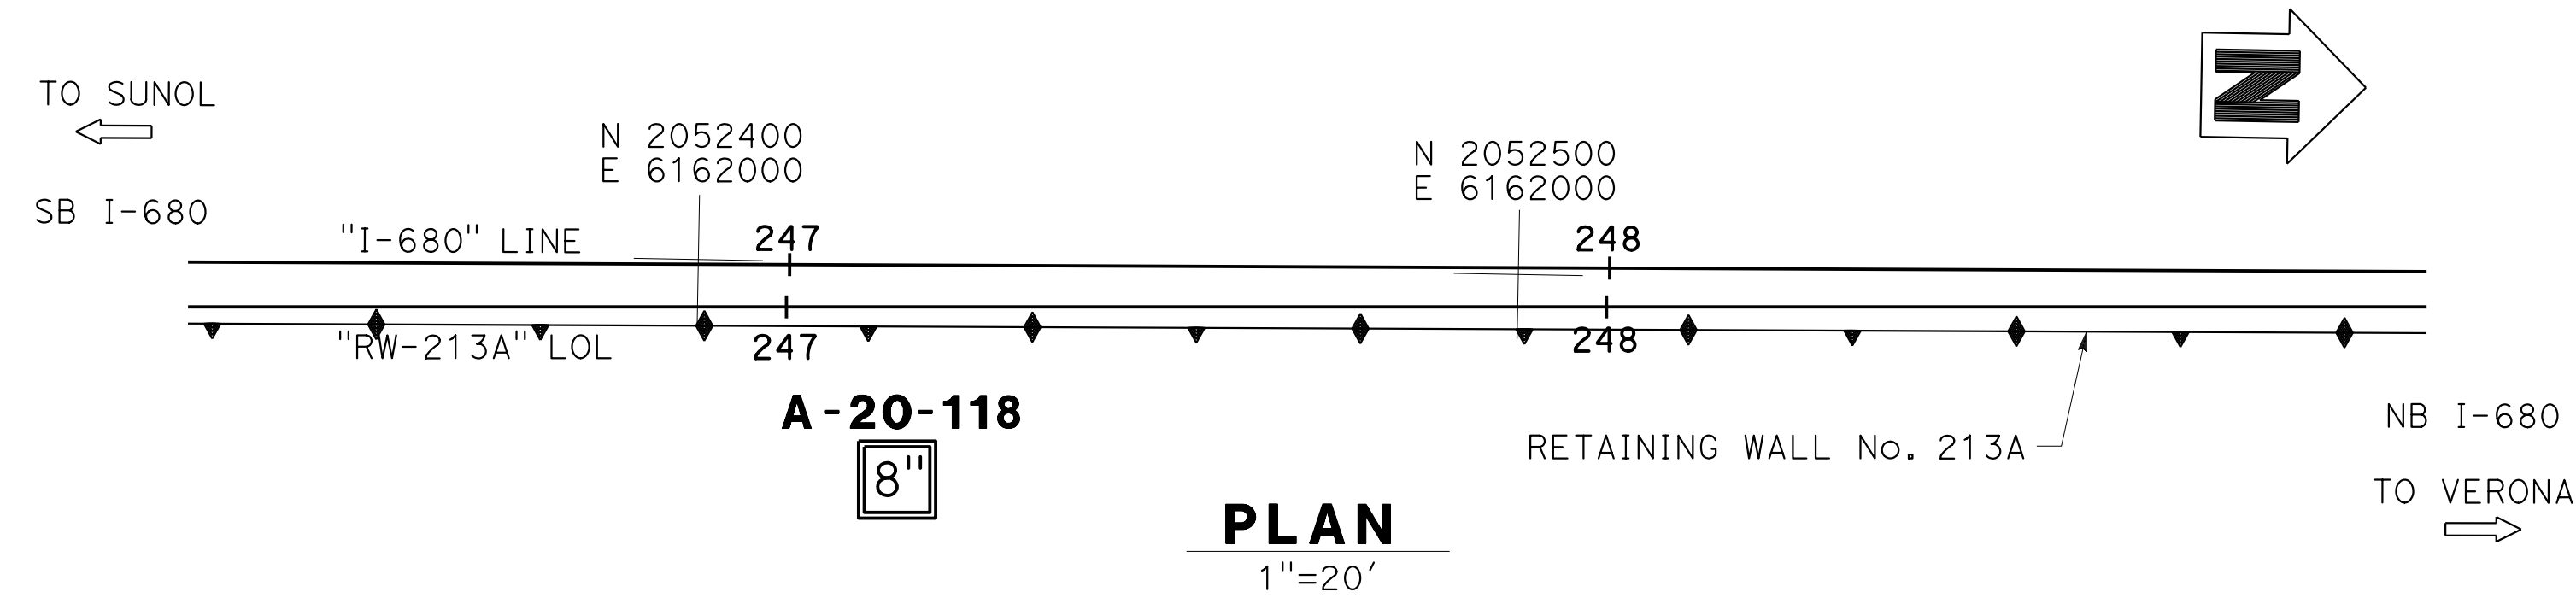 N
TO SUNOL
N 2052400
E 6162000
N 2052500
E 6162000
SB I-680
"I-680" LINE
247
248
"RW-213A" LOL
247
248
A-20-118
8"
RETAINING WALL No. 213A
NB I-680
TO VERONA
PLAN
1"=20'